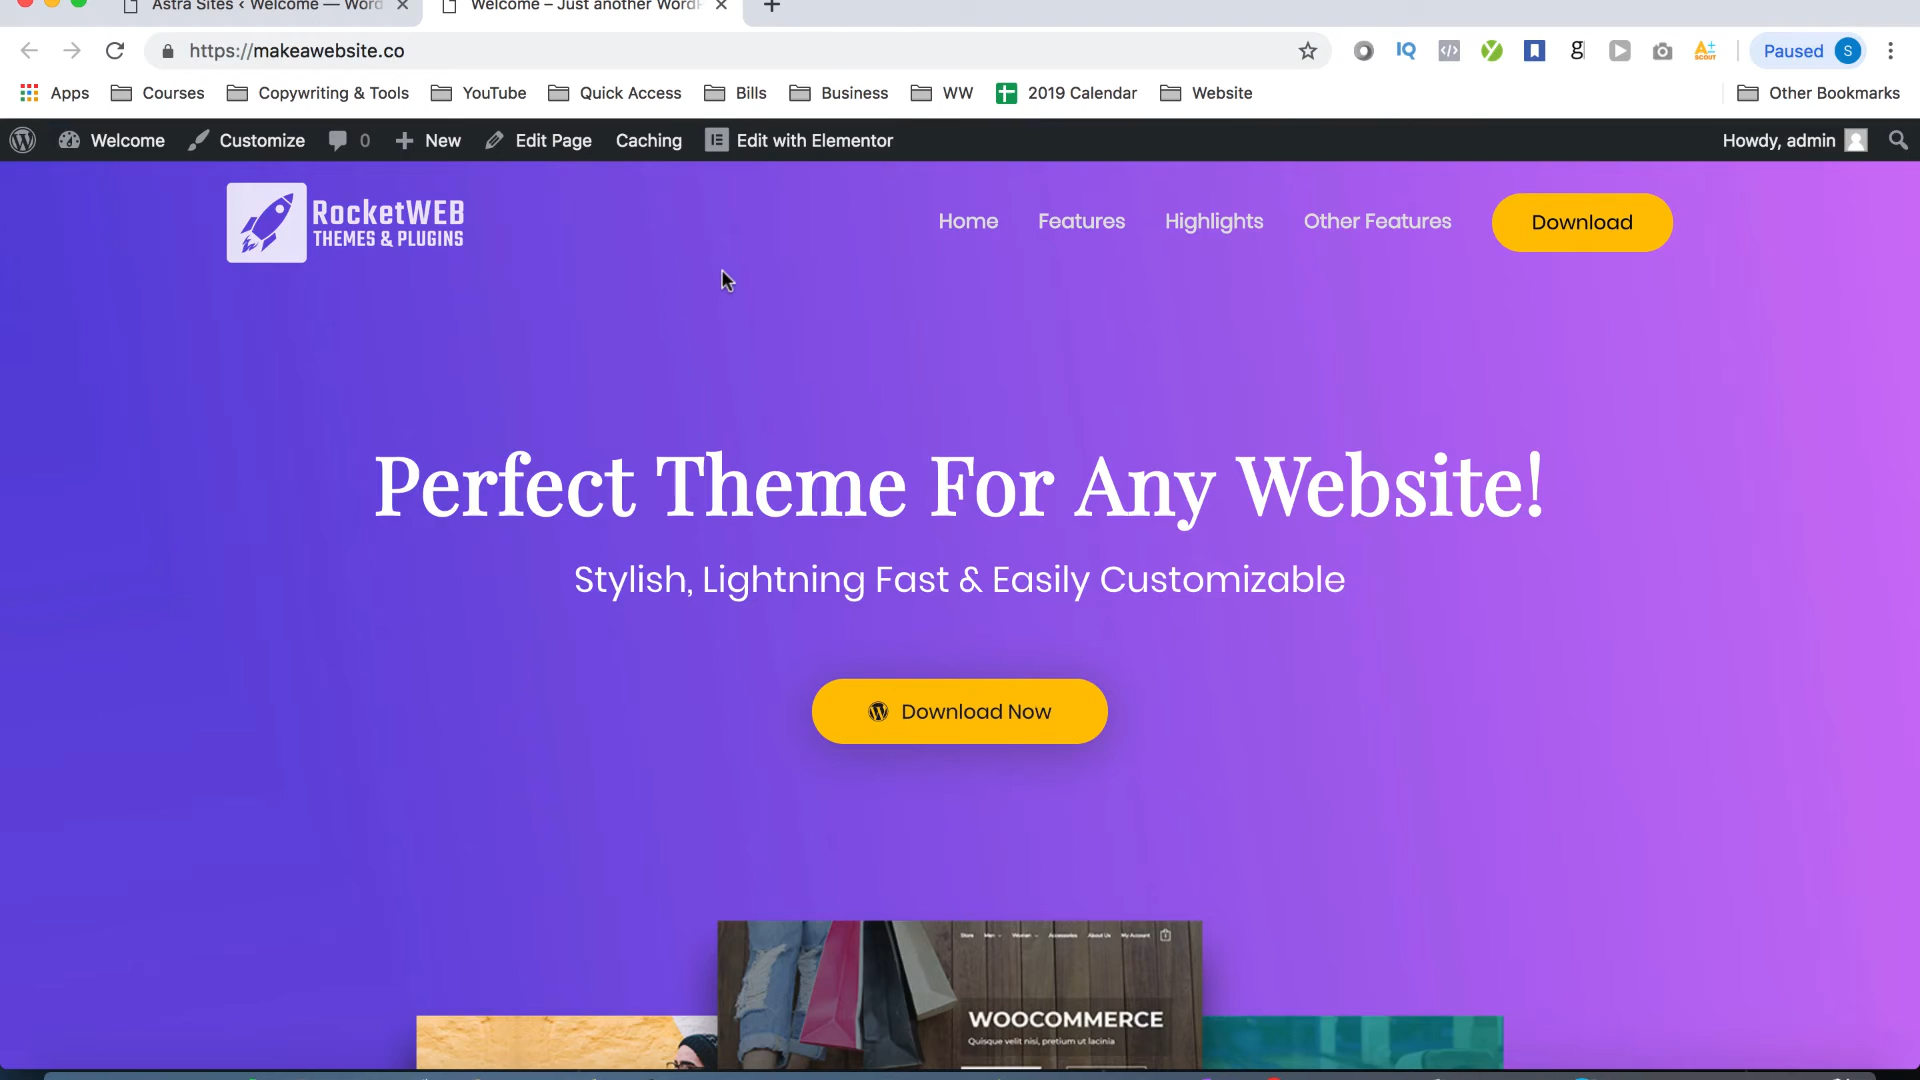 Astra Sites ‹ Welcome — Word
Welcome – Just another WordP
https://makeawebsite.co
IQ
g
A+
SCOUT
Paused
S
Apps
Courses
Copywriting & Tools
YouTube
Quick Access
Bills
Business
WW
2019 Calendar
Website
Other Bookmarks
Welcome
Customize
0
New
Edit Page
Caching
Edit with Elementor
Howdy, admin
RocketWEB
THEMES & PLUGINS
Home
Features
Highlights
Other Features
Download
Perfect Theme For Any Website!
Stylish, Lightning Fast & Easily Customizable
Download Now
Store Men Women Accessories About Us My Account
WOOCOMMERCE
Quisque velit nisi, pretium ut lacinia